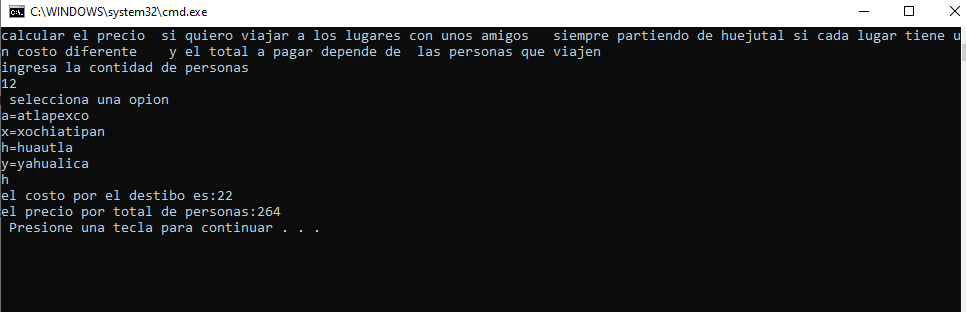 C:\WINDOWS\system32\cmd.exe
calcular el precio  si quiero viajar a los lugares con unos amigos   siempre partiendo de huejutal si cada lugar tiene u
n costo diferente    y el total a pagar depende de  las personas que viajen
ingresa la contidad de personas
12
 selecciona una opion
a=atlapexco
x=xochiatipan
h=huautla
y=yahualica
h
el costo por el destibo es:22
el precio por total de personas:264
 Presione una tecla para continuar . . .